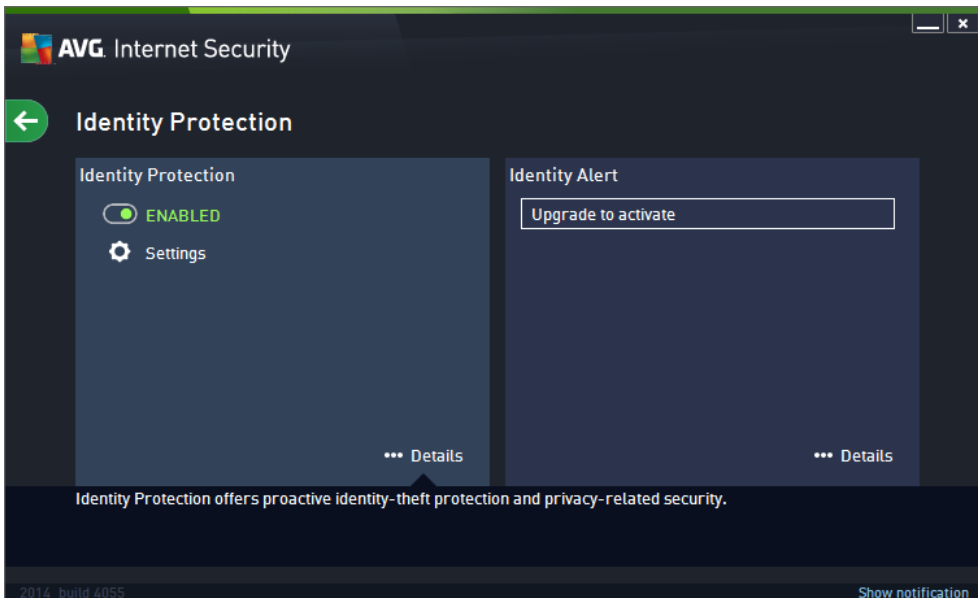 AVG. Internet Security
Identity Protection
Identity Protection
ENABLED
Settings
Details
Identity Alert
Upgrade to activate
Details
Identity Protection offers proactive identity-theft protection and privacy-related security.
2014 build 4055
Show notification